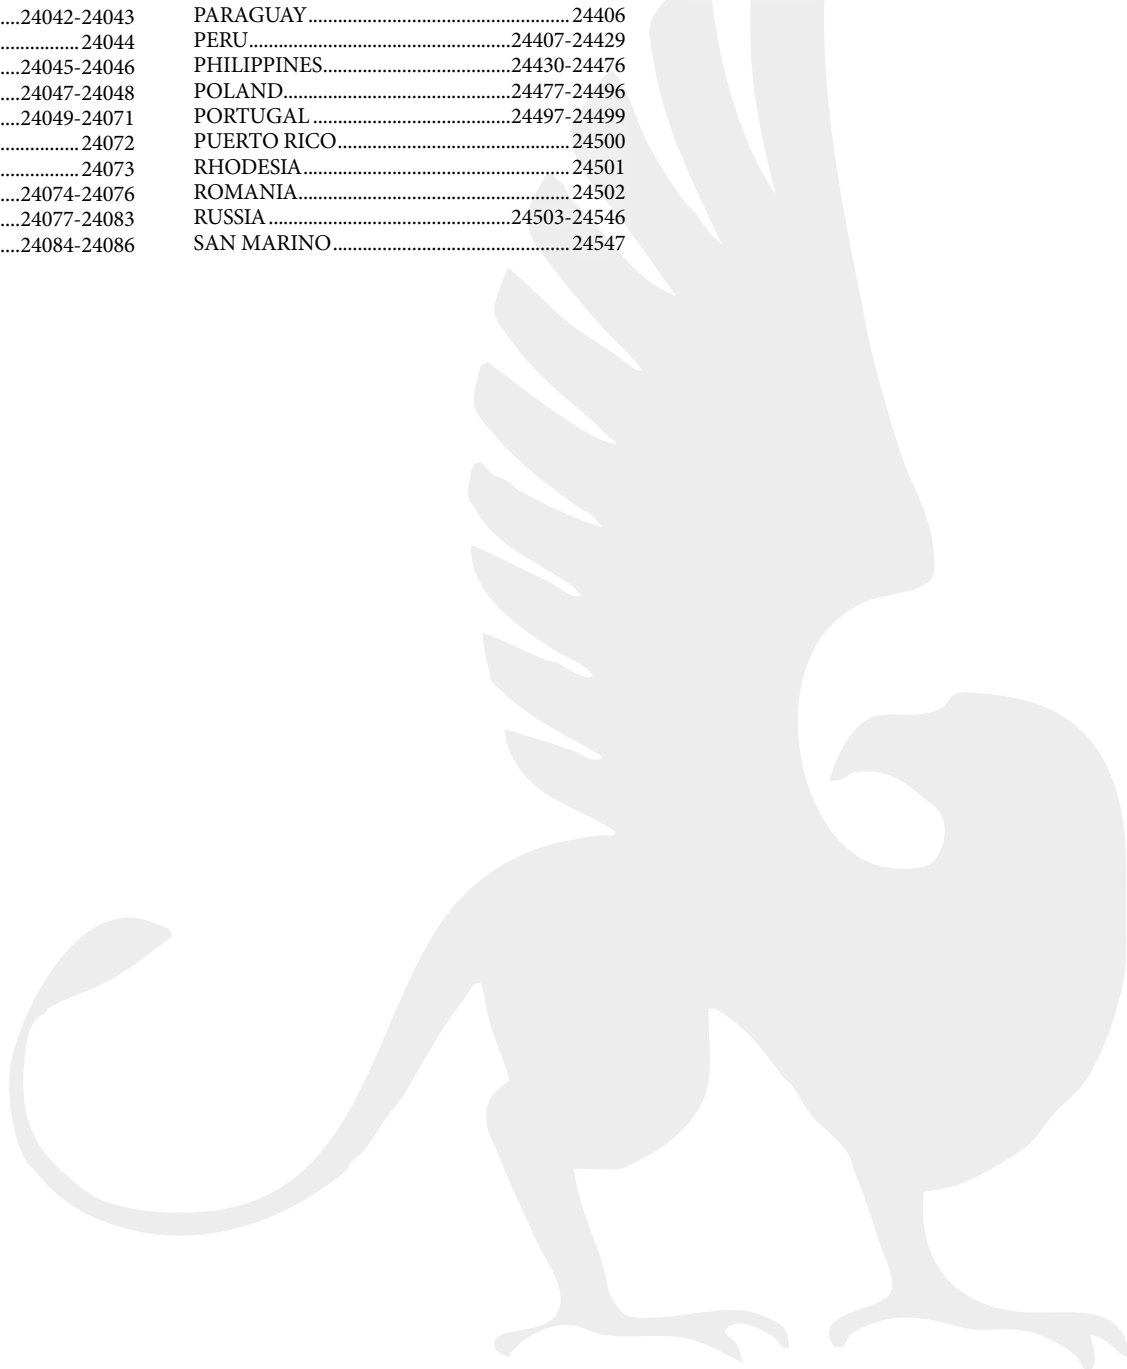 ....24042-24043
................24044
....24045-24046
....24047-24048
....24049-24071
................24072
................24073
....24074-24076
....24077-24083
....24084-24086
PARAGUAY....................................................24406
PERU....................................................24407-24429
PHILIPPINES.....................................24430-24476
POLAND.............................................24477-24496
PORTUGAL.......................................24497-24499
PUERTO RICO..............................................24500
RHODESIA.....................................................24501
ROMANIA......................................................24502
RUSSIA................................................24503-24546
SAN MARINO...............................................24547